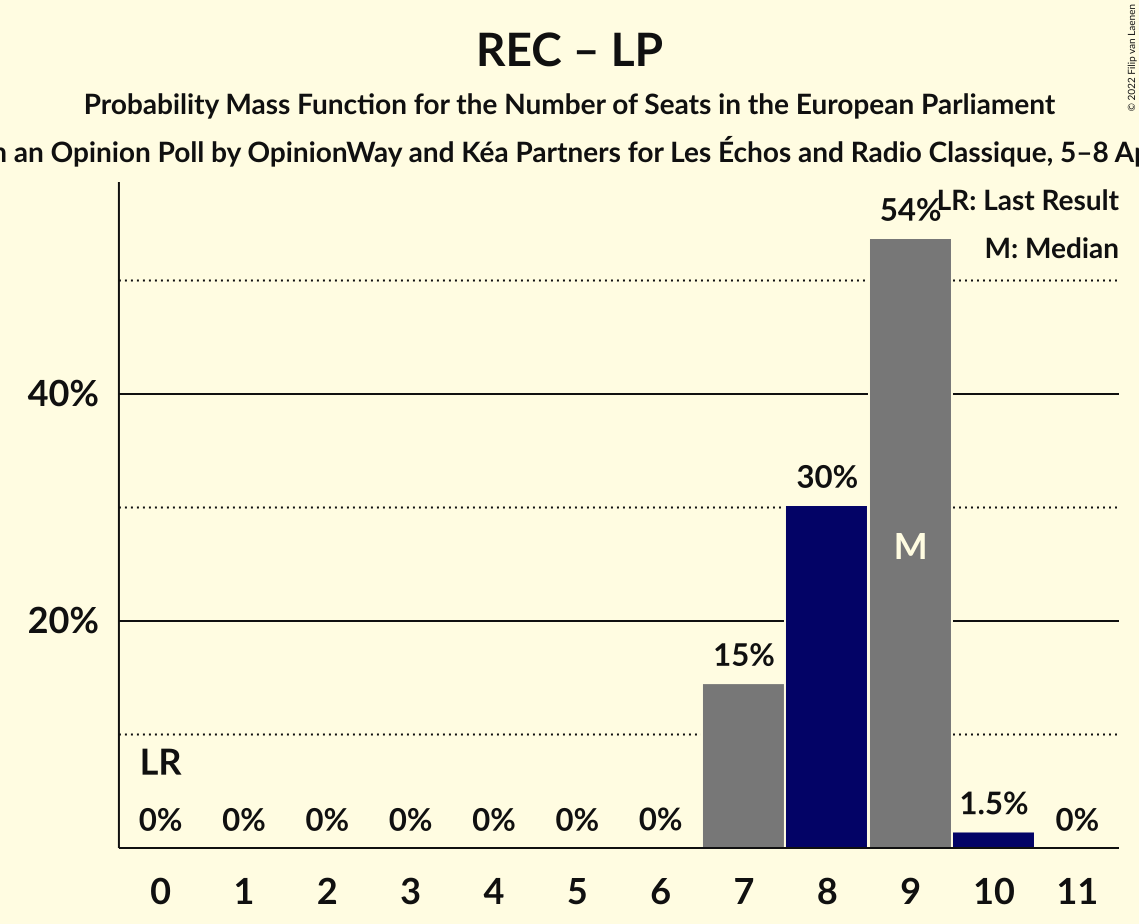 REC – LP
Probability Mass Function for the Number of Seats in the European Parliament
an Opinion Poll by OpinionWay and Kéa Partners for Les Échos and Radio Classique, 5–8
© 2022 Filip van Laenen
LR: Last Result
M: Median
54%
40%
30%
M
20%
15%
LR
0% 0% 0% 0% 0% 0% 0% 1.5% 0%
0 1 2 3 4 5 6 7 8 9 10 11